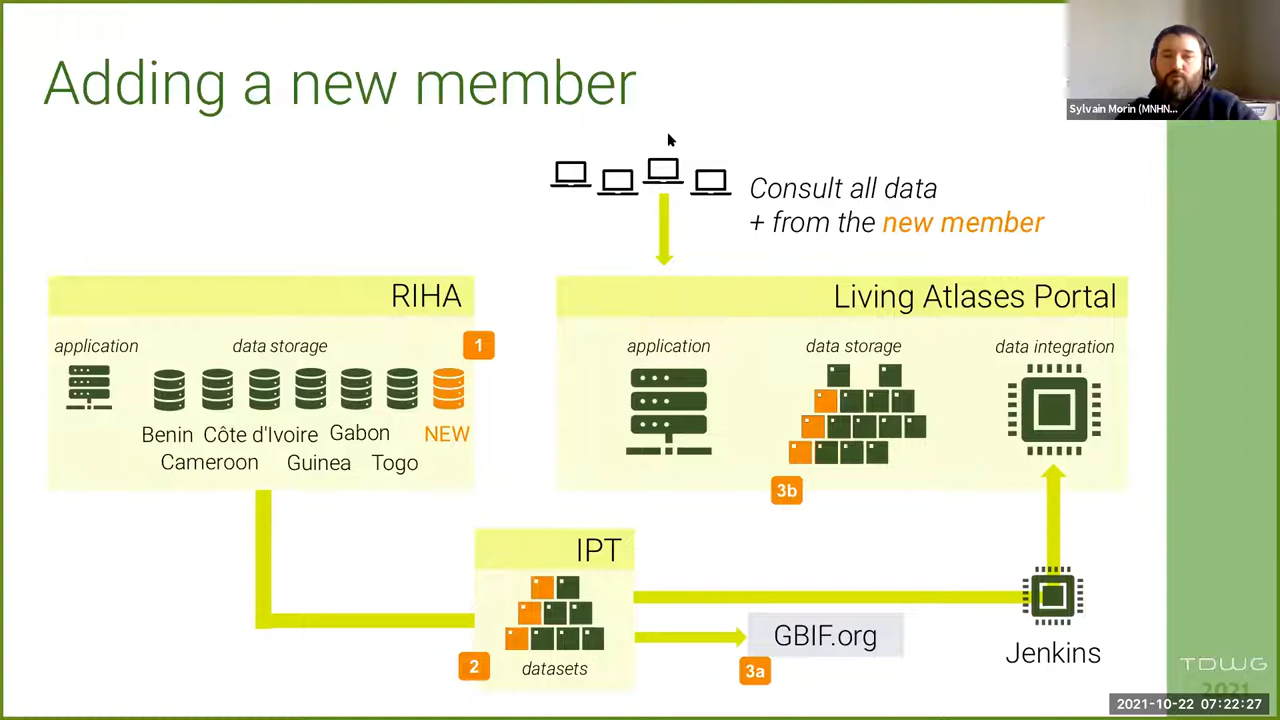 Adding a new member
Sylvain Morin (MNHN...
Consult all data
+ from the new member
RIHA
1
application
data storage
Benin Côte d'Ivoire Gabon NEW
Cameroon Guinea Togo
Living Atlases Portal
application
data storage
data integration
3b
IPT
datasets
2
GBIF.org
3a
Jenkins
TDWG
2021
2021-10-22 07:22:27